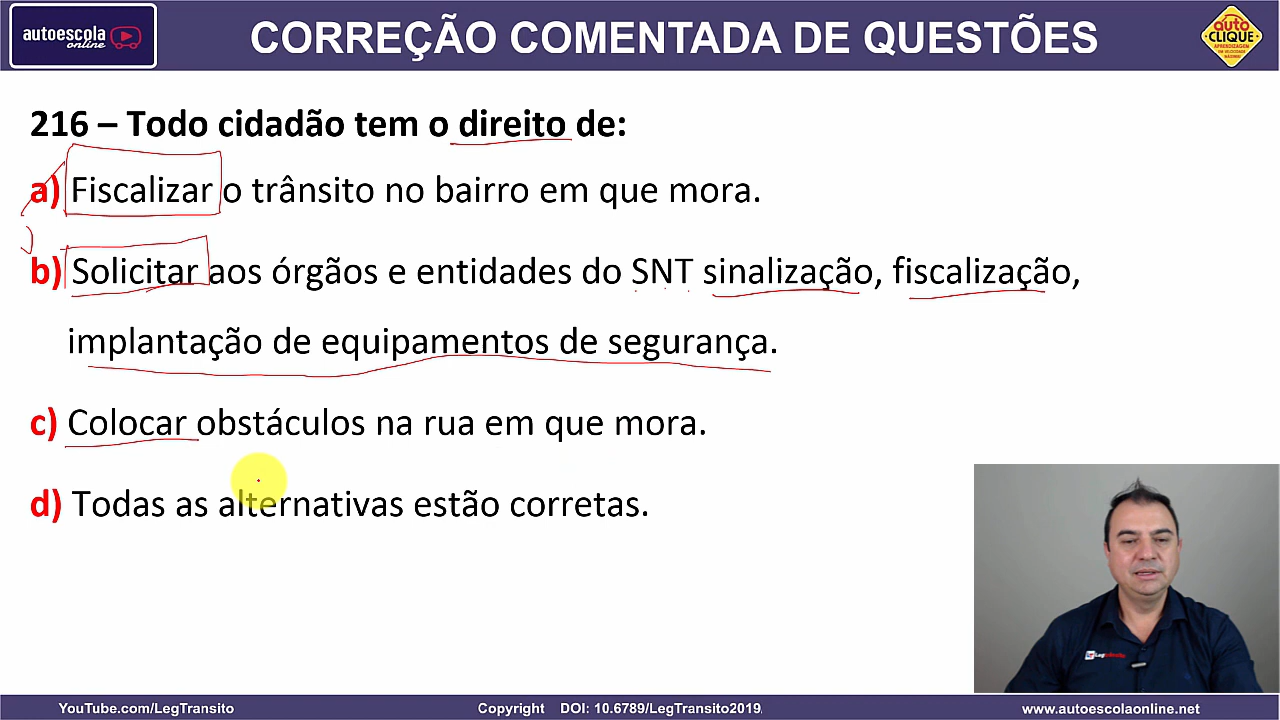 autoescola
online
CORREÇÃO COMENTADA DE QUESTÕES
auto
CLIQUE
216 – Todo cidadão tem o direito de:
a) Fiscalizar o trânsito no bairro em que mora.
b) Solicitar aos órgãos e entidades do SNT sinalização, fiscalização,
implantação de equipamentos de segurança.
c) Colocar obstáculos na rua em que mora.
d) Todas as alternativas estão corretas.
YouTube.com/LegTransito
Copyright DOI: 10.6789/LegTransito2019
www.autoescolaonline.net